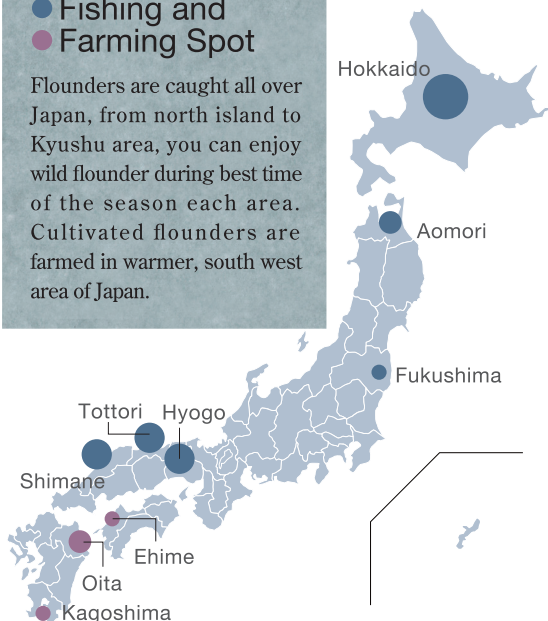 Fishing and
Farming Spot
Flounders are caught all over
Japan, from north island to
Kyushu area, you can enjoy
wild flounder during best time
of the season each area.
Cultivated flounders are
farmed in warmer, south west
area of Japan.
Hokkaido
Aomori
Fukushima
Tottori
Hyogo
Shimane
Ehime
Oita
Kagoshima